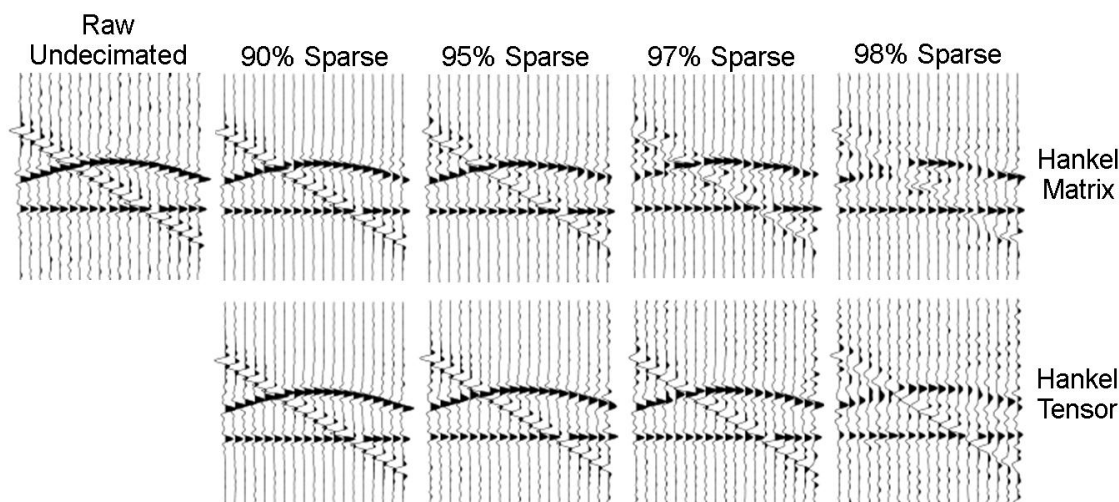 Raw
Undecimated
90% Sparse
95% Sparse
97% Sparse
98% Sparse
Hankel
Matrix
Hankel
Tensor